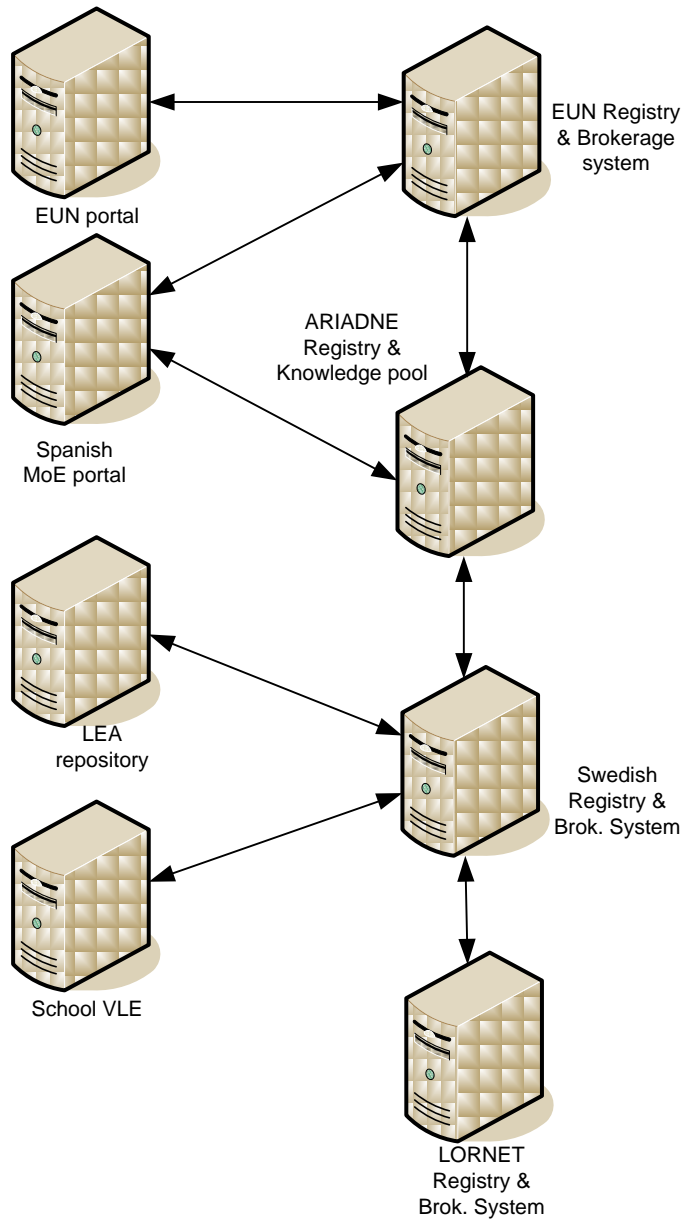 EUN portal
EUN Registry
& Brokerage
system
Spanish
MoE portal
ARIADNE
Registry &
Knowledge pool
LEA
repository
Swedish
Registry &
Brok. System
School VLE
LORNET
Registry &
Brok. System